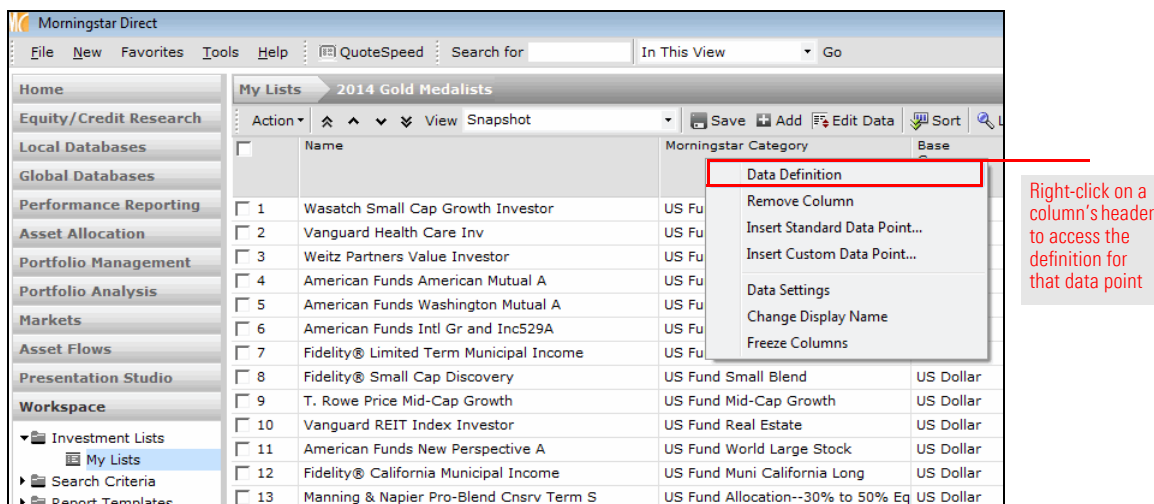 Morningstar Direct
File New Favorites Tools Help QuoteSpeed Search for In This View Go
Home
Equity/Credit Research
Local Databases
Global Databases
Performance Reporting
Asset Allocation
Portfolio Management
Portfolio Analysis
Markets
Asset Flows
Presentation Studio
Workspace
Investment Lists
My Lists
Search Criteria
Report Templates
My Lists 2014 Gold Medalists
Action View Snapshot Save Add Edit Data Sort
Name Morningstar Category Base
1 Wasatch Small Cap Growth Investor US Fu
2 Vanguard Health Care Inv US Fu
3 Weitz Partners Value Investor US Fu
4 American Funds American Mutual A US Fu
5 American Funds Washington Mutual A US Fu
6 American Funds Intl Gr and Inc529A US Fu
7 Fidelity® Limited Term Municipal Income US Fu
8 Fidelity® Small Cap Discovery US Fund Small Blend US Dollar
9 T. Rowe Price Mid-Cap Growth US Fund Mid-Cap Growth US Dollar
10 Vanguard REIT Index Investor US Fund Real Estate US Dollar
11 American Funds New Perspective A US Fund World Large Stock US Dollar
12 Fidelity® California Municipal Income US Fund Muni California Long US Dollar
13 Manning & Napier Pro-Blend Cnsrv Term S US Fund Allocation--30% to 50% Eq US Dollar
Data Definition
Remove Column
Insert Standard Data Point...
Insert Custom Data Point...
Data Settings
Change Display Name
Freeze Columns
Right-click on a
column's header
to access the
definition for
that data point